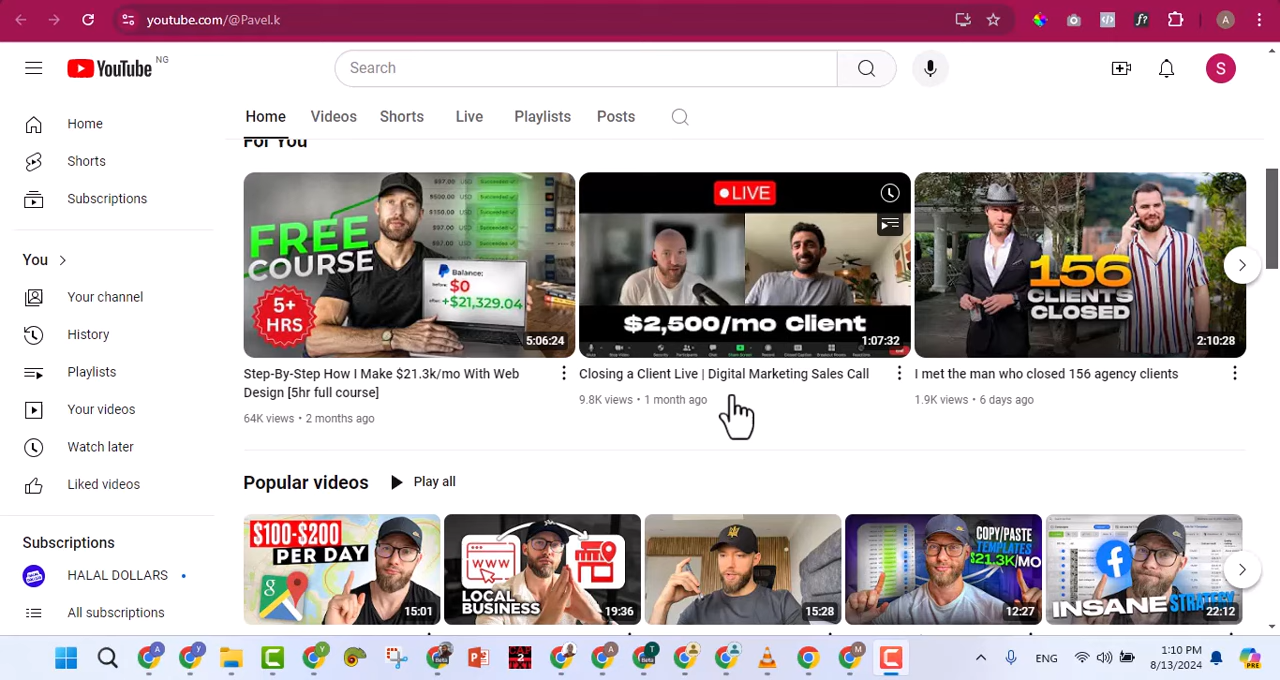 youtube.com/@Pavel.k
A
YouTube NG
Search
S
Home
Videos
Shorts
Live
Playlists
Posts
Home
Shorts
Subscriptions
You
Your channel
History
Playlists
Your videos
Watch later
Liked videos
Subscriptions
HALAL DOLLARS
All subscriptions
For You
FREE
COURSE
5+
HRS
Balance:
$0
+$21,329.04
5:06:24
Step-By-Step How I Make $21.3k/mo With Web
Design [5hr full course]
64K views • 2 months ago
LIVE
$2,500/mo Client
1:07:32
Closing a Client Live | Digital Marketing Sales Call
9.8K views • 1 month ago
156
CLIENTS
CLOSED
2:10:28
I met the man who closed 156 agency clients
1.9K views • 6 days ago
Popular videos
Play all
$100-$200
PER DAY
15:01
WWW
LOCAL
BUSINESS
19:36
15:28
COPY/PASTE
TEMPLATES
$21.3K/MO
12:27
INSANE STRATEGY
22:12
ENG
1:10 PM
8/13/2024